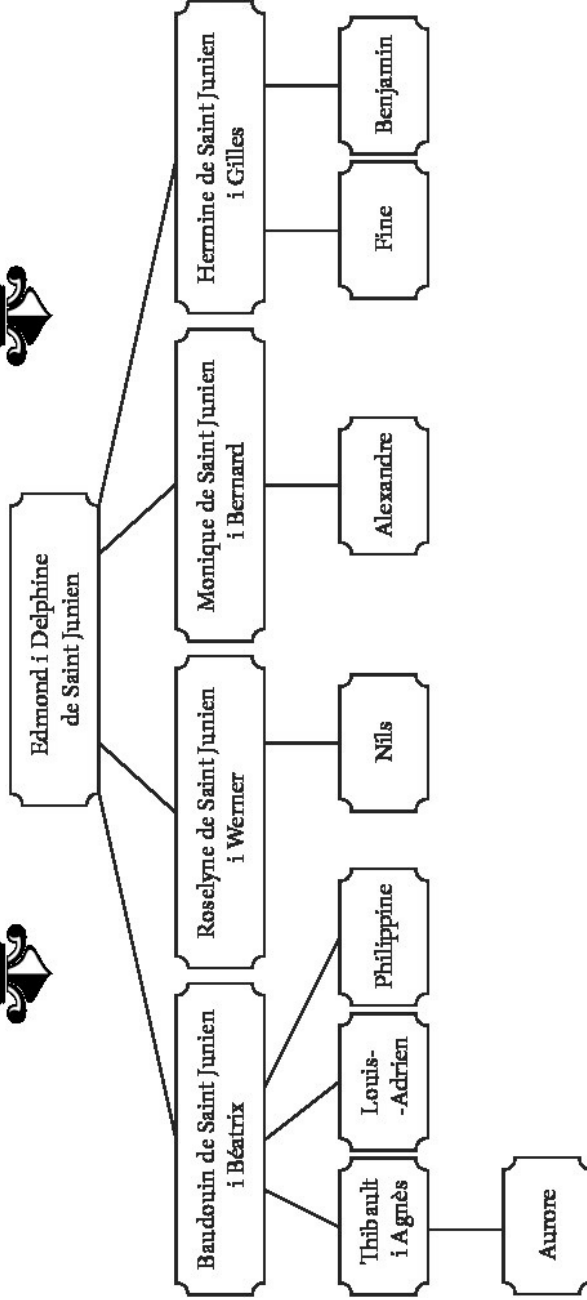 Edmond i Delphine
de Saint Junien
Baudouin de Saint Junien
i Béatrix
Roselyne de Saint Junien
i Werner
Monique de Saint Junien
i Bernard
Hermine de Saint Junien
i Gilles
Thibault
i Agnès
Louis-
-Adrien
Philippine
Nils
Alexandre
Fine
Benjamin
Aurore